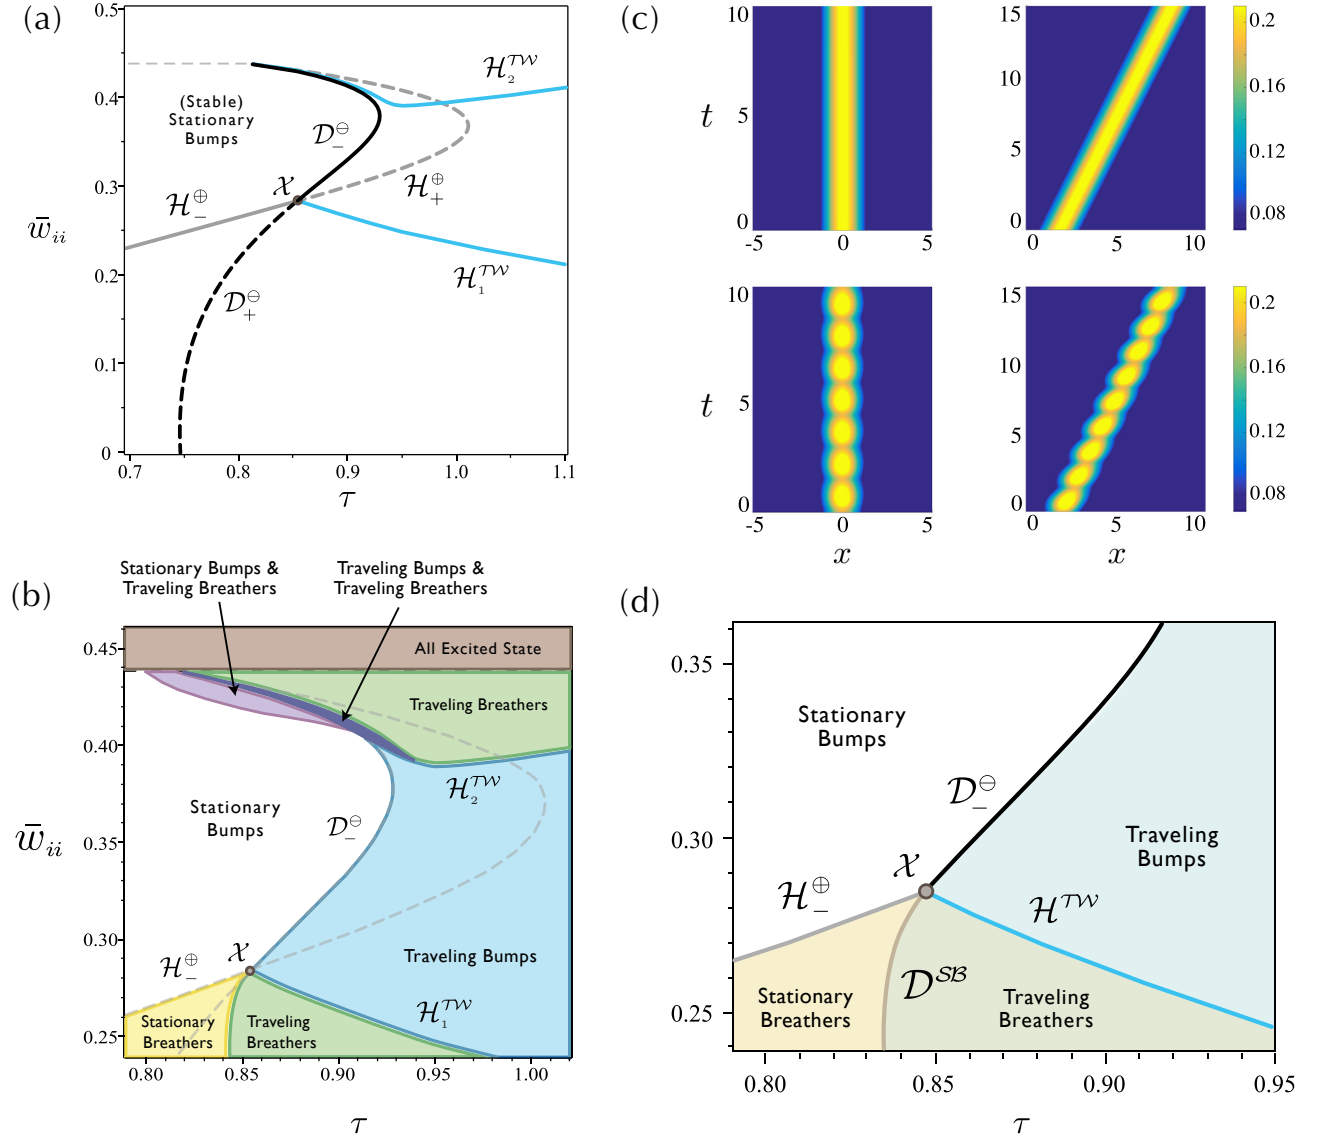 (a)
0.5
0.4
0.3
0.2
0.1
0
w̄ᵢᵢ
(Stable)
Stationary
Bumps
𝒟₋^⊖
ℋ₂^𝒯𝒲
ℋ₋^⊕
𝒳
ℋ₊^⊕
ℋ₁^𝒯𝒲
𝒟₊^⊖
0.7 0.8 0.9 1.0 1.1
τ
(c)
10
5
0
t
-5 0 5
15
10
5
0
0 5 10
0.2
0.16
0.12
0.08
10
5
0
t
-5 0 5
x
15
10
5
0
0 5 10
x
0.2
0.16
0.12
0.08
(b)
Stationary Bumps &
Traveling Breathers
Traveling Bumps &
Traveling Breathers
0.45
0.40
0.35
0.30
0.25
w̄ᵢᵢ
All Excited State
Traveling Breathers
ℋ₂^𝒯𝒲
Stationary
Bumps
𝒟₋^⊖
Traveling Bumps
𝒳
ℋ₋^⊕
ℋ₁^𝒯𝒲
Stationary
Breathers
Traveling
Breathers
0.80 0.85 0.90 0.95 1.00
τ
(d)
0.35
0.30
0.25
Stationary
Bumps
𝒟₋^⊖
Traveling
Bumps
𝒳
ℋ₋^⊕
ℋ^𝒯𝒲
𝒟^𝒮ℬ
Stationary
Breathers
Traveling
Breathers
0.80 0.85 0.90 0.95
τ